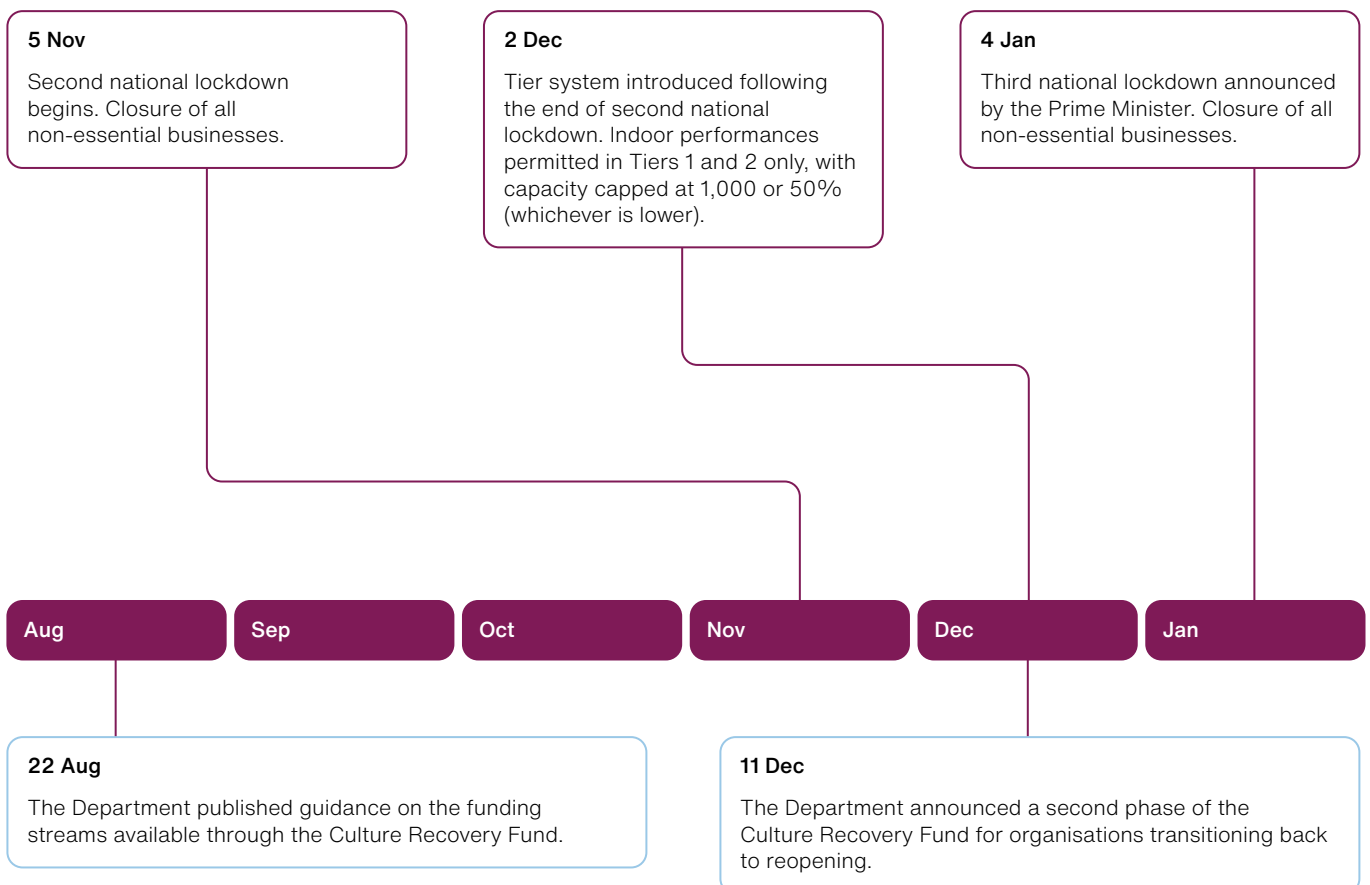 5 Nov
Second national lockdown
begins. Closure of all
non-essential businesses.
2 Dec
Tier system introduced following
the end of second national
lockdown. Indoor performances
permitted in Tiers 1 and 2 only, with
capacity capped at 1,000 or 50%
(whichever is lower).
4 Jan
Third national lockdown announced
by the Prime Minister. Closure of all
non-essential businesses.
Aug
Sep
Oct
Nov
Dec
Jan
22 Aug
The Department published guidance on the funding
streams available through the Culture Recovery Fund.
11 Dec
The Department announced a second phase of the
Culture Recovery Fund for organisations transitioning back
to reopening.